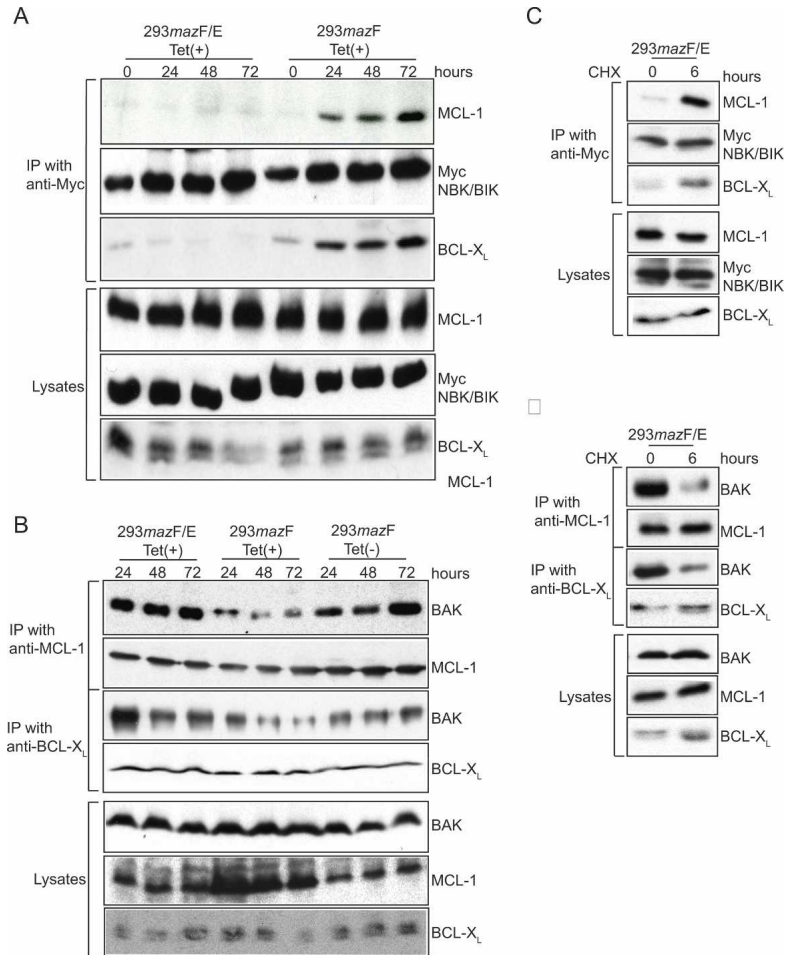 A
293mazF/E
Tet(+)
293mazF
Tet(+)
0 24 48 72 0 24 48 72 hours
IP with
anti-Myc
MCL-1
Myc
NBK/BIK
BCL-XL
Lysates
MCL-1
Myc
NBK/BIK
BCL-XL
MCL-1
B
293mazF/E
Tet(+)
293mazF
Tet(+)
293mazF
Tet(-)
24 48 72 24 48 72 24 48 72 hours
IP with
anti-MCL-1
BAK
MCL-1
IP with
anti-BCL-XL
BAK
BCL-XL
Lysates
BAK
MCL-1
BCL-XL
C
293mazF/E
CHX 0 6 hours
IP with
anti-Myc
MCL-1
Myc
NBK/BIK
BCL-XL
Lysates
MCL-1
Myc
NBK/BIK
BCL-XL
293mazF/E
CHX 0 6 hours
IP with
anti-MCL-1
BAK
MCL-1
IP with
anti-BCL-XL
BAK
BCL-XL
Lysates
BAK
MCL-1
BCL-XL